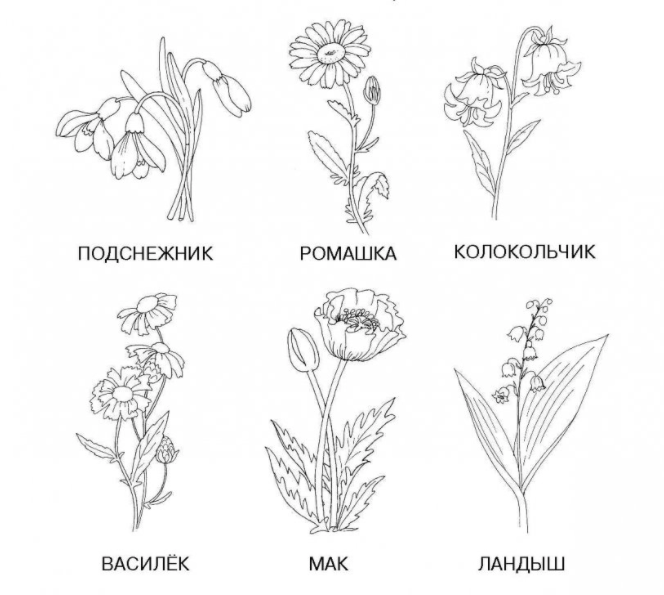 ПОДСНЕЖНИК РОМАШКА КОЛОКОЛЬЧИК
ВАСИЛЁК МАК ЛАНДЫШ